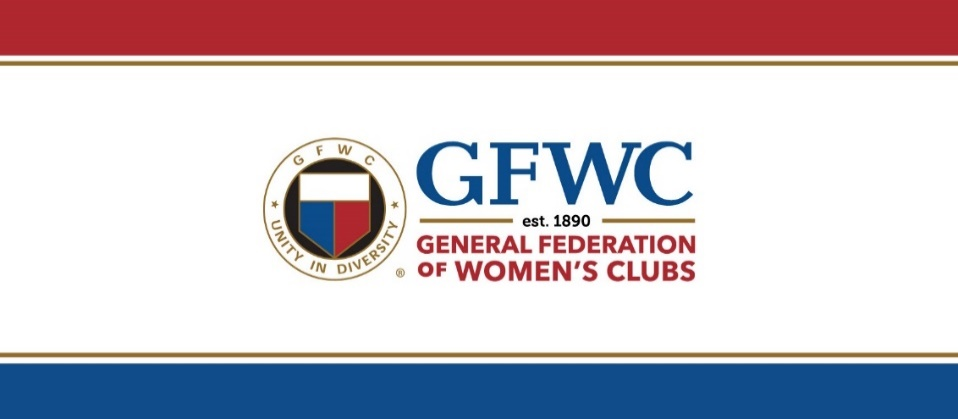 GFWC
UNITY IN DIVERSITY
®
GFWC
est. 1890
GENERAL FEDERATION
OF WOMEN'S CLUBS